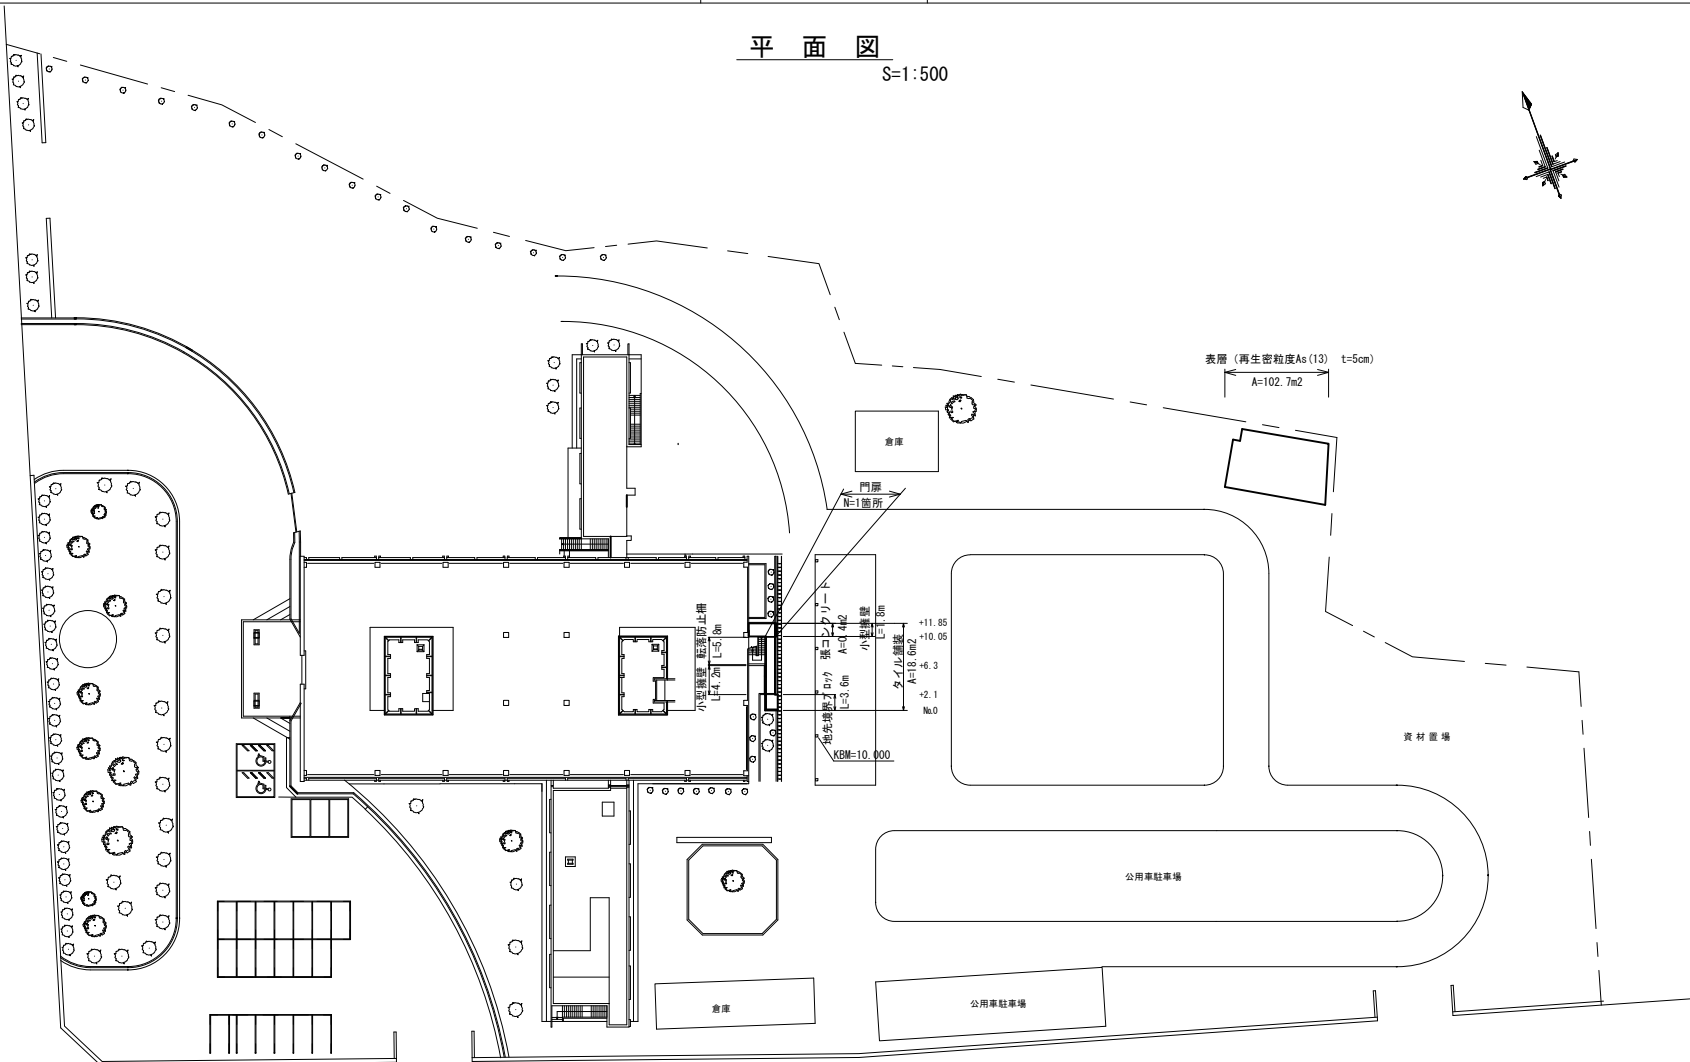 平 面 図
S=1:500
表層 (再生密粒度As(13) t=5cm)
A=102.7m2
倉庫
門扉
N=1箇所
転落防止柵
L=5.8m
小型擁壁
L=4.2m
張コンクリート
A=0.4m2
小型擁壁
L=1.8m
地先境界ブロック
L=3.6m
タイル舗装
A=18.6m2
+11.85
+10.05
+6.3
+2.1
No.0
KBM=10.000
資材置場
公用車駐車場
公用車駐車場
倉庫